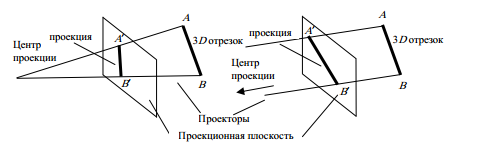 Центр
проекции
проекция
A
A′
3D отрезок
B′
B
проекция
A
A′
3D отрезок
Центр
проекции
B′
B
Проекторы
Проекционная плоскость